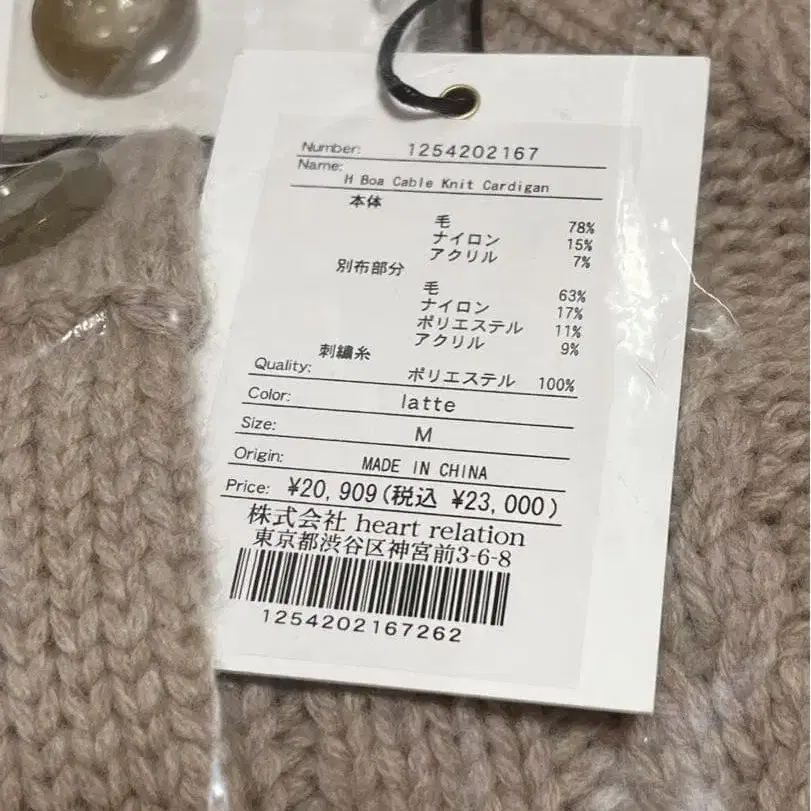 Number: 1254202167
Name:
H Boa Cable Knit Cardigan
本体
毛 78%
ナイロン 15%
アクリル 7%
別布部分
毛 63%
ナイロン 17%
ポリエステル 11%
アクリル 9%
刺繍糸
Quality: ポリエステル 100%
Color: latte
Size: M
Origin: MADE IN CHINA
Price: ¥20,909(税込 ¥23,000)
株式会社 heart relation
東京都渋谷区神宮前3-6-8
1254202167262